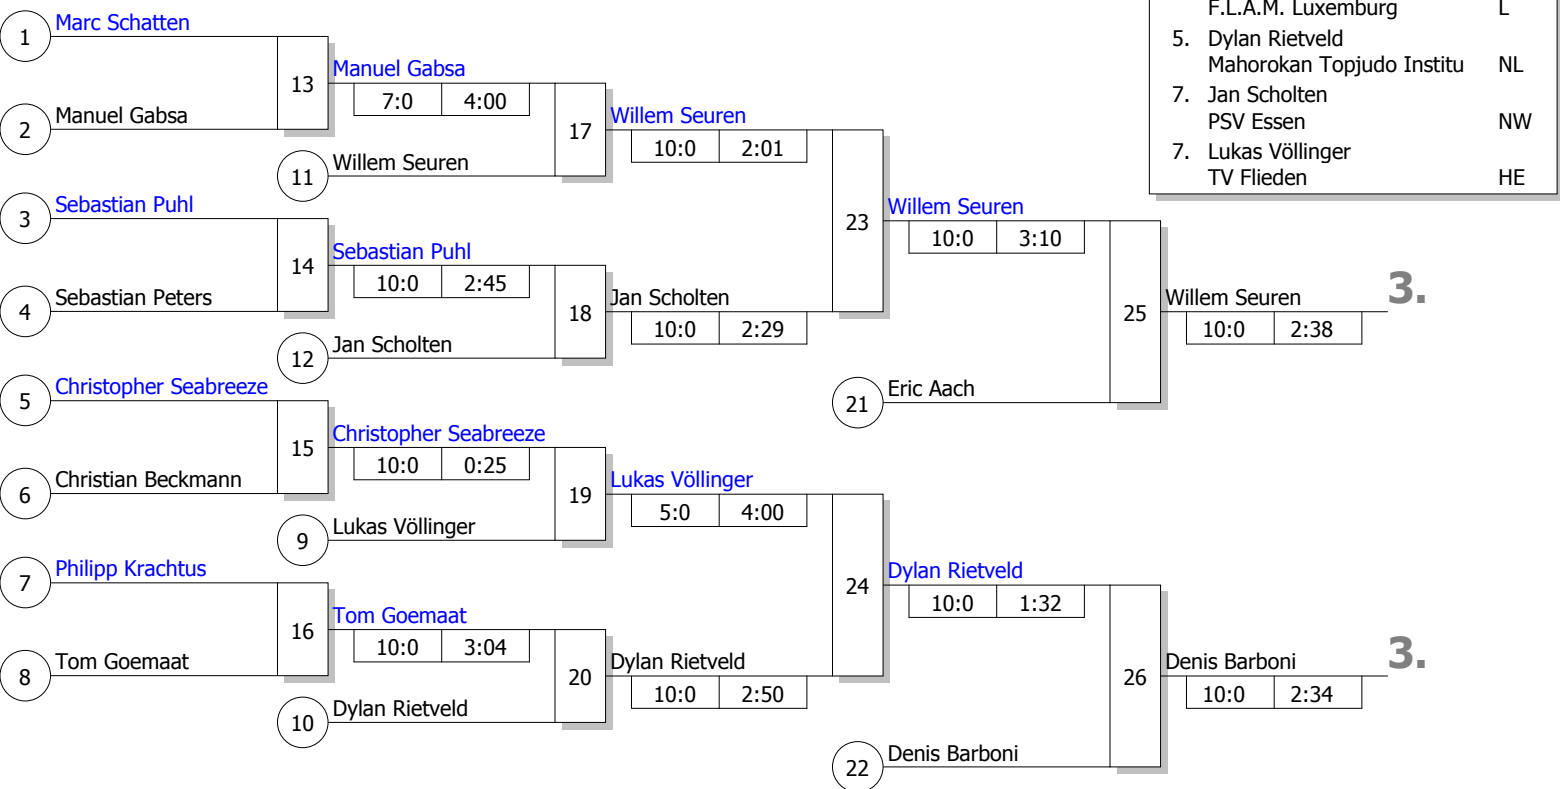 F.L.A.M. Luxemburg L
5. Dylan Rietveld
Mahorokan Topjudo Institu NL
7. Jan Scholten
PSV Essen NW
7. Lukas Völlinger
TV Flieden HE
1 Marc Schatten
13
Manuel Gabsa
7:0 4:00
2 Manuel Gabsa
17
Willem Seuren
10:0 2:01
11 Willem Seuren
3 Sebastian Puhl
23
Willem Seuren
10:0 3:10
14
Sebastian Puhl
10:0 2:45
4 Sebastian Peters
18
Jan Scholten
10:0 2:29
12 Jan Scholten
25
Willem Seuren 3.
10:0 2:38
5 Christopher Seabreeze
21 Eric Aach
15
Christopher Seabreeze
10:0 0:25
6 Christian Beckmann
19
Lukas Völlinger
5:0 4:00
9 Lukas Völlinger
7 Philipp Krachtus
24
Dylan Rietveld
10:0 1:32
16
Tom Goemaat
10:0 3:04
8 Tom Goemaat
20
Dylan Rietveld
10:0 2:50
10 Dylan Rietveld
26
Denis Barboni 3.
10:0 2:34
22 Denis Barboni